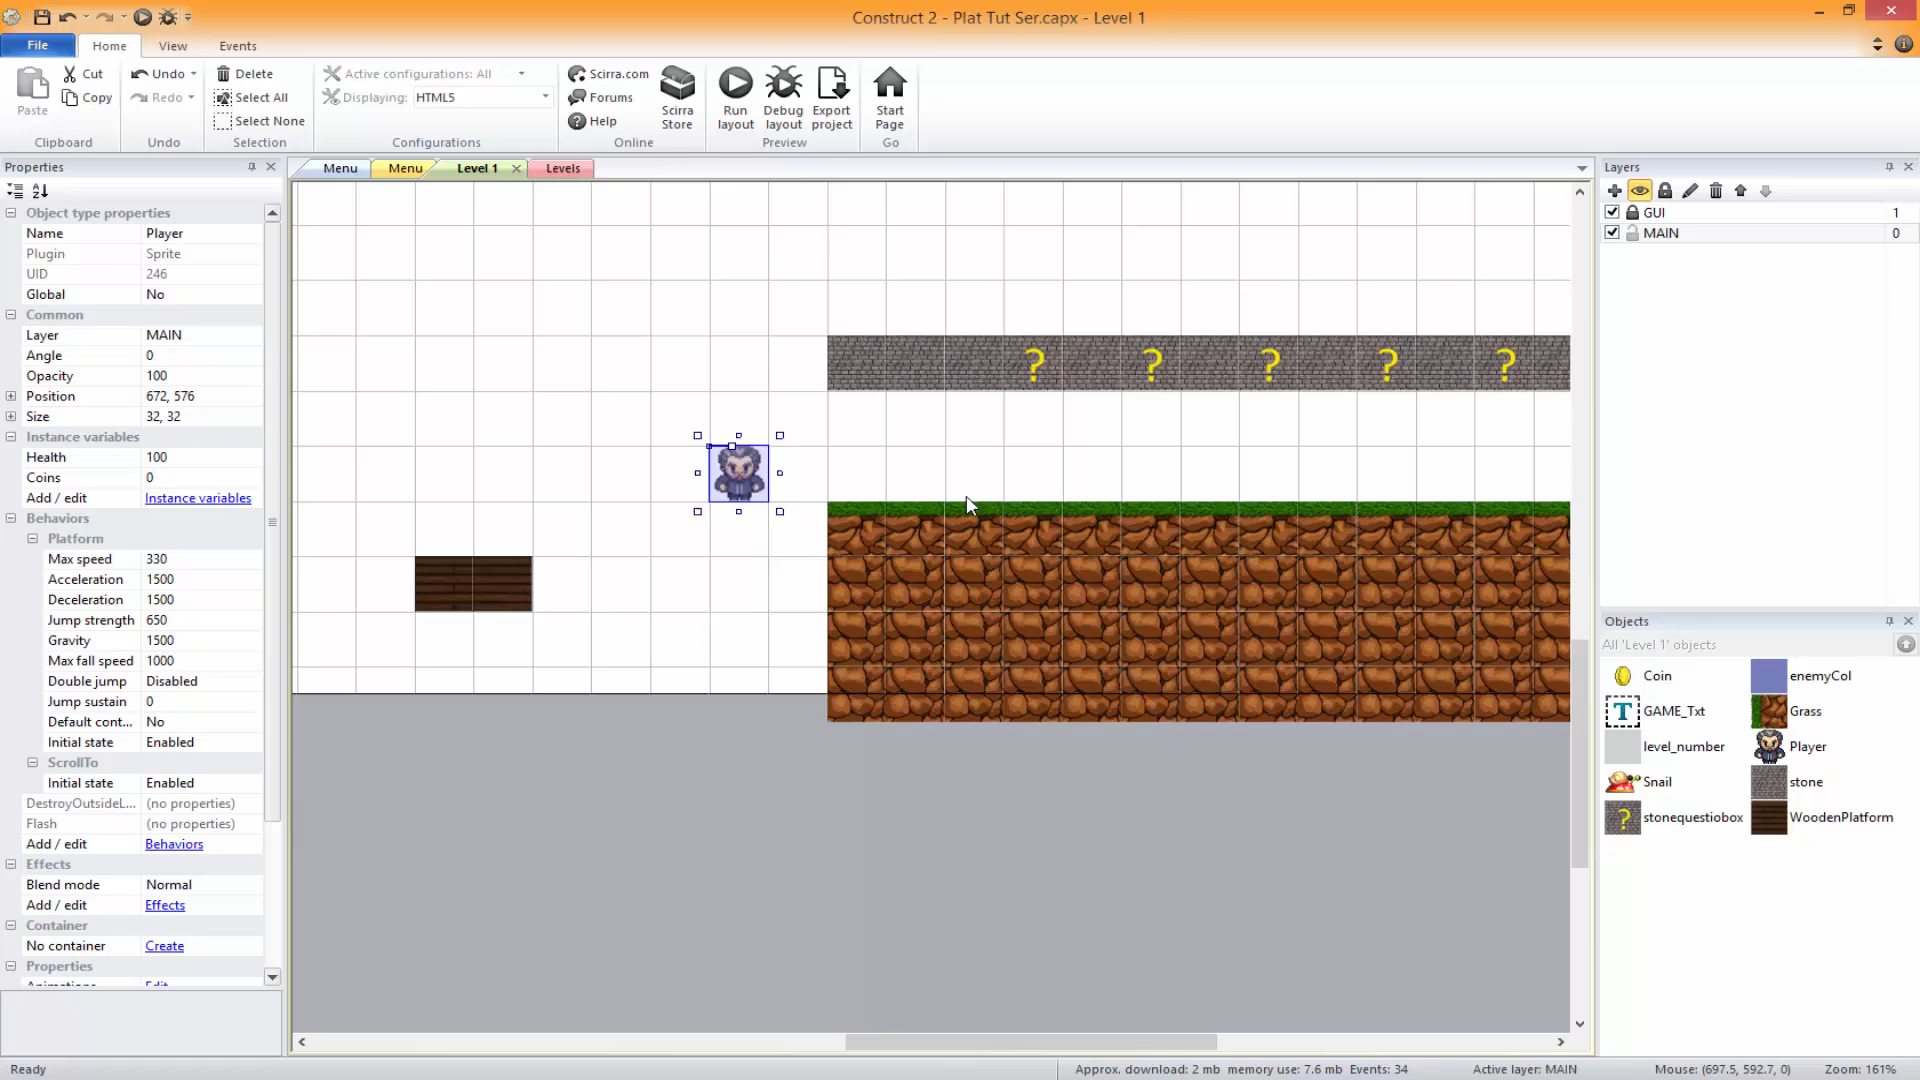 Construct 2 - Plat Tut Ser.capx - Level 1
File
Home
View
Events
Paste
Cut
Copy
Clipboard
Undo
Redo
Undo
Delete
Select All
Select None
Selection
Active configurations: All
Displaying:
HTML5
Configurations
Scirra.com
Forums
Help
Scirra Store
Online
Run layout
Debug layout
Export project
Preview
Start Page
Go
Properties
Object type properties
Name Player
Plugin Sprite
UID 246
Global No
Common
Layer MAIN
Angle 0
Opacity 100
Position 672, 576
Size 32, 32
Instance variables
Health 100
Coins 0
Add / edit Instance variables
Behaviors
Platform
Max speed 330
Acceleration 1500
Deceleration 1500
Jump strength 650
Gravity 1500
Max fall speed 1000
Double jump Disabled
Jump sustain 0
Default cont... No
Initial state Enabled
ScrollTo
Initial state Enabled
DestroyOutsideL... (no properties)
Flash (no properties)
Add / edit Behaviors
Effects
Blend mode Normal
Add / edit Effects
Container
No container Create
Properties
Menu
Menu
Level 1
Levels
? ? ? ? ?
Layers
GUI 1
MAIN 0
Objects
All 'Level 1' objects
Coin
enemyCol
GAME_Txt
Grass
level_number
Player
Snail
stone
stonequestiobox
WoodenPlatform
Ready
Approx. download: 2 mb memory use: 7.6 mb Events: 34
Active layer: MAIN
Mouse: (697.5, 592.7, 0)
Zoom: 161%